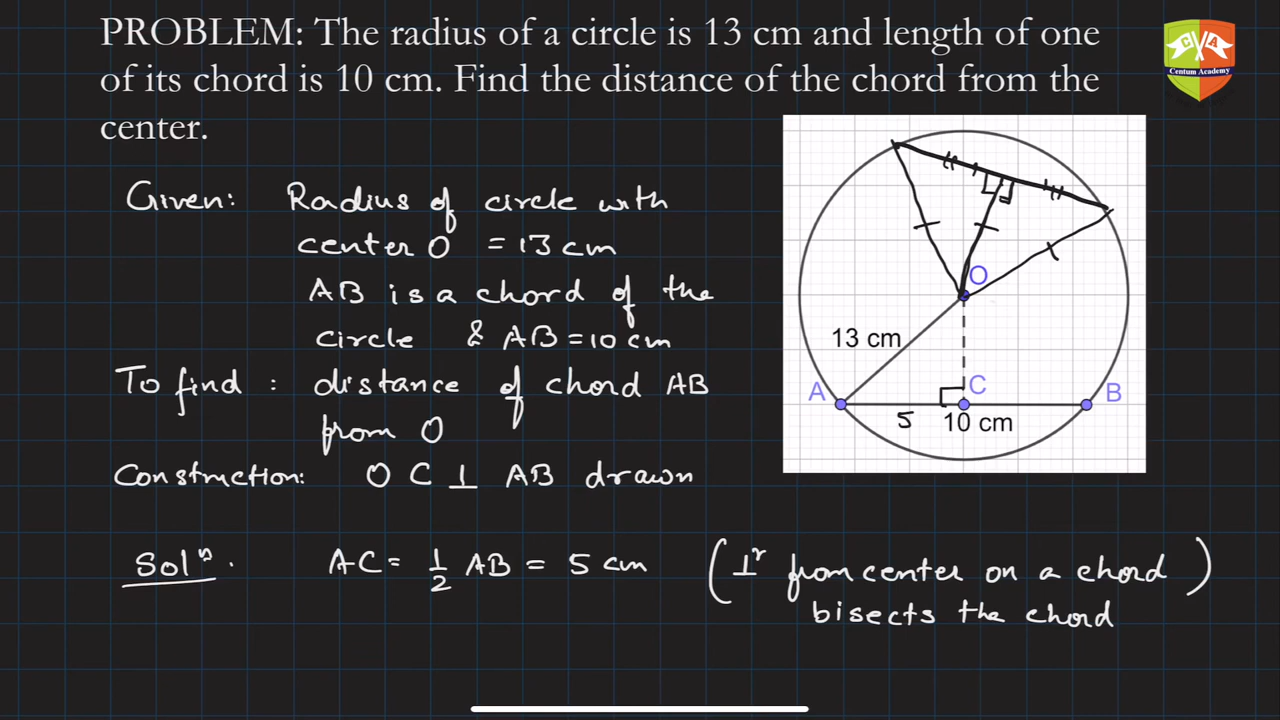 PROBLEM: The radius of a circle is 13 cm and length of one
of its chord is 10 cm. Find the distance of the chord from the
center.
C A
Centum Academy
Given: Radius of circle with
center O = 13 cm
AB is a chord of the
circle & AB = 10 cm
To find : distance of chord AB
from O
Construction: OC ⊥ AB drawn
O
13 cm
A
C
B
5
10 cm
Solⁿ. AC = 1/2 AB = 5 cm (⊥ʳ from center on a chord
bisects the chord)